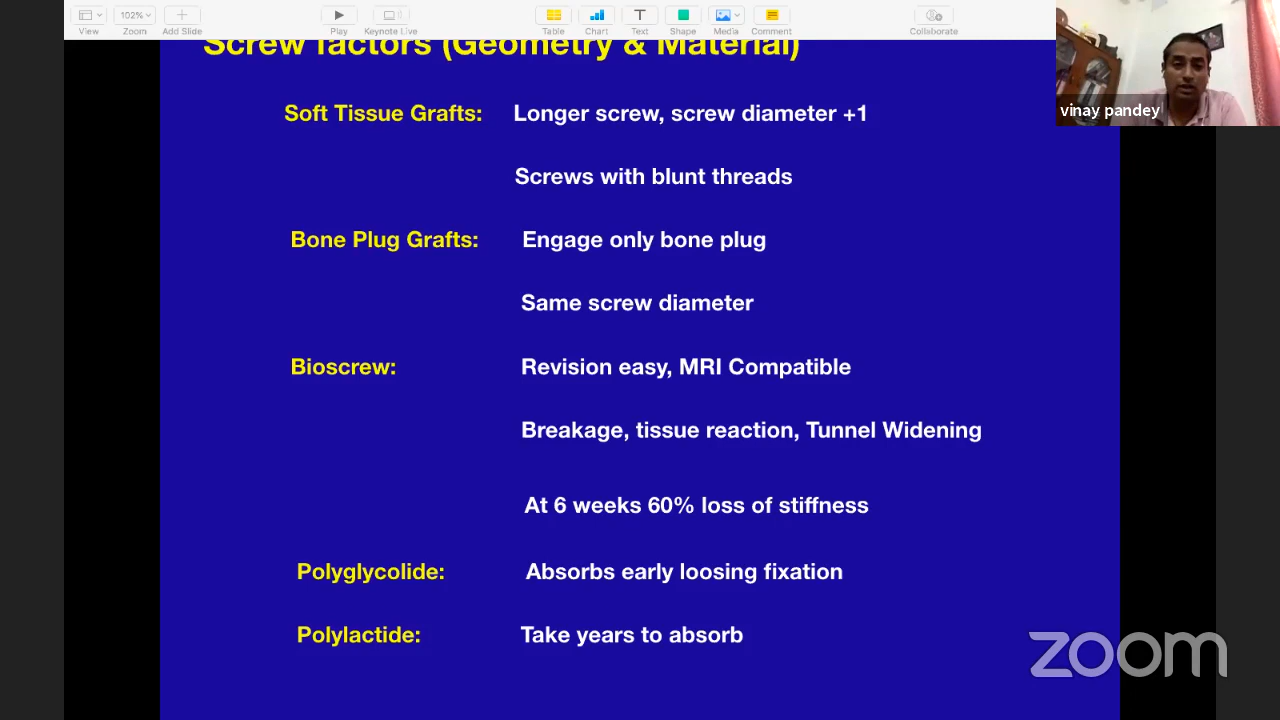 102%
View
Zoom
Add Slide
Play
Keynote Live
Table
Chart
Text
Shape
Media
Comment
Collaborate
vinay pandey
Screw factors (Geometry & Material)
Soft Tissue Grafts: Longer screw, screw diameter +1
Screws with blunt threads
Bone Plug Grafts: Engage only bone plug
Same screw diameter
Bioscrew: Revision easy, MRI Compatible
Breakage, tissue reaction, Tunnel Widening
At 6 weeks 60% loss of stiffness
Polyglycolide: Absorbs early loosing fixation
Polylactide: Take years to absorb
zoom